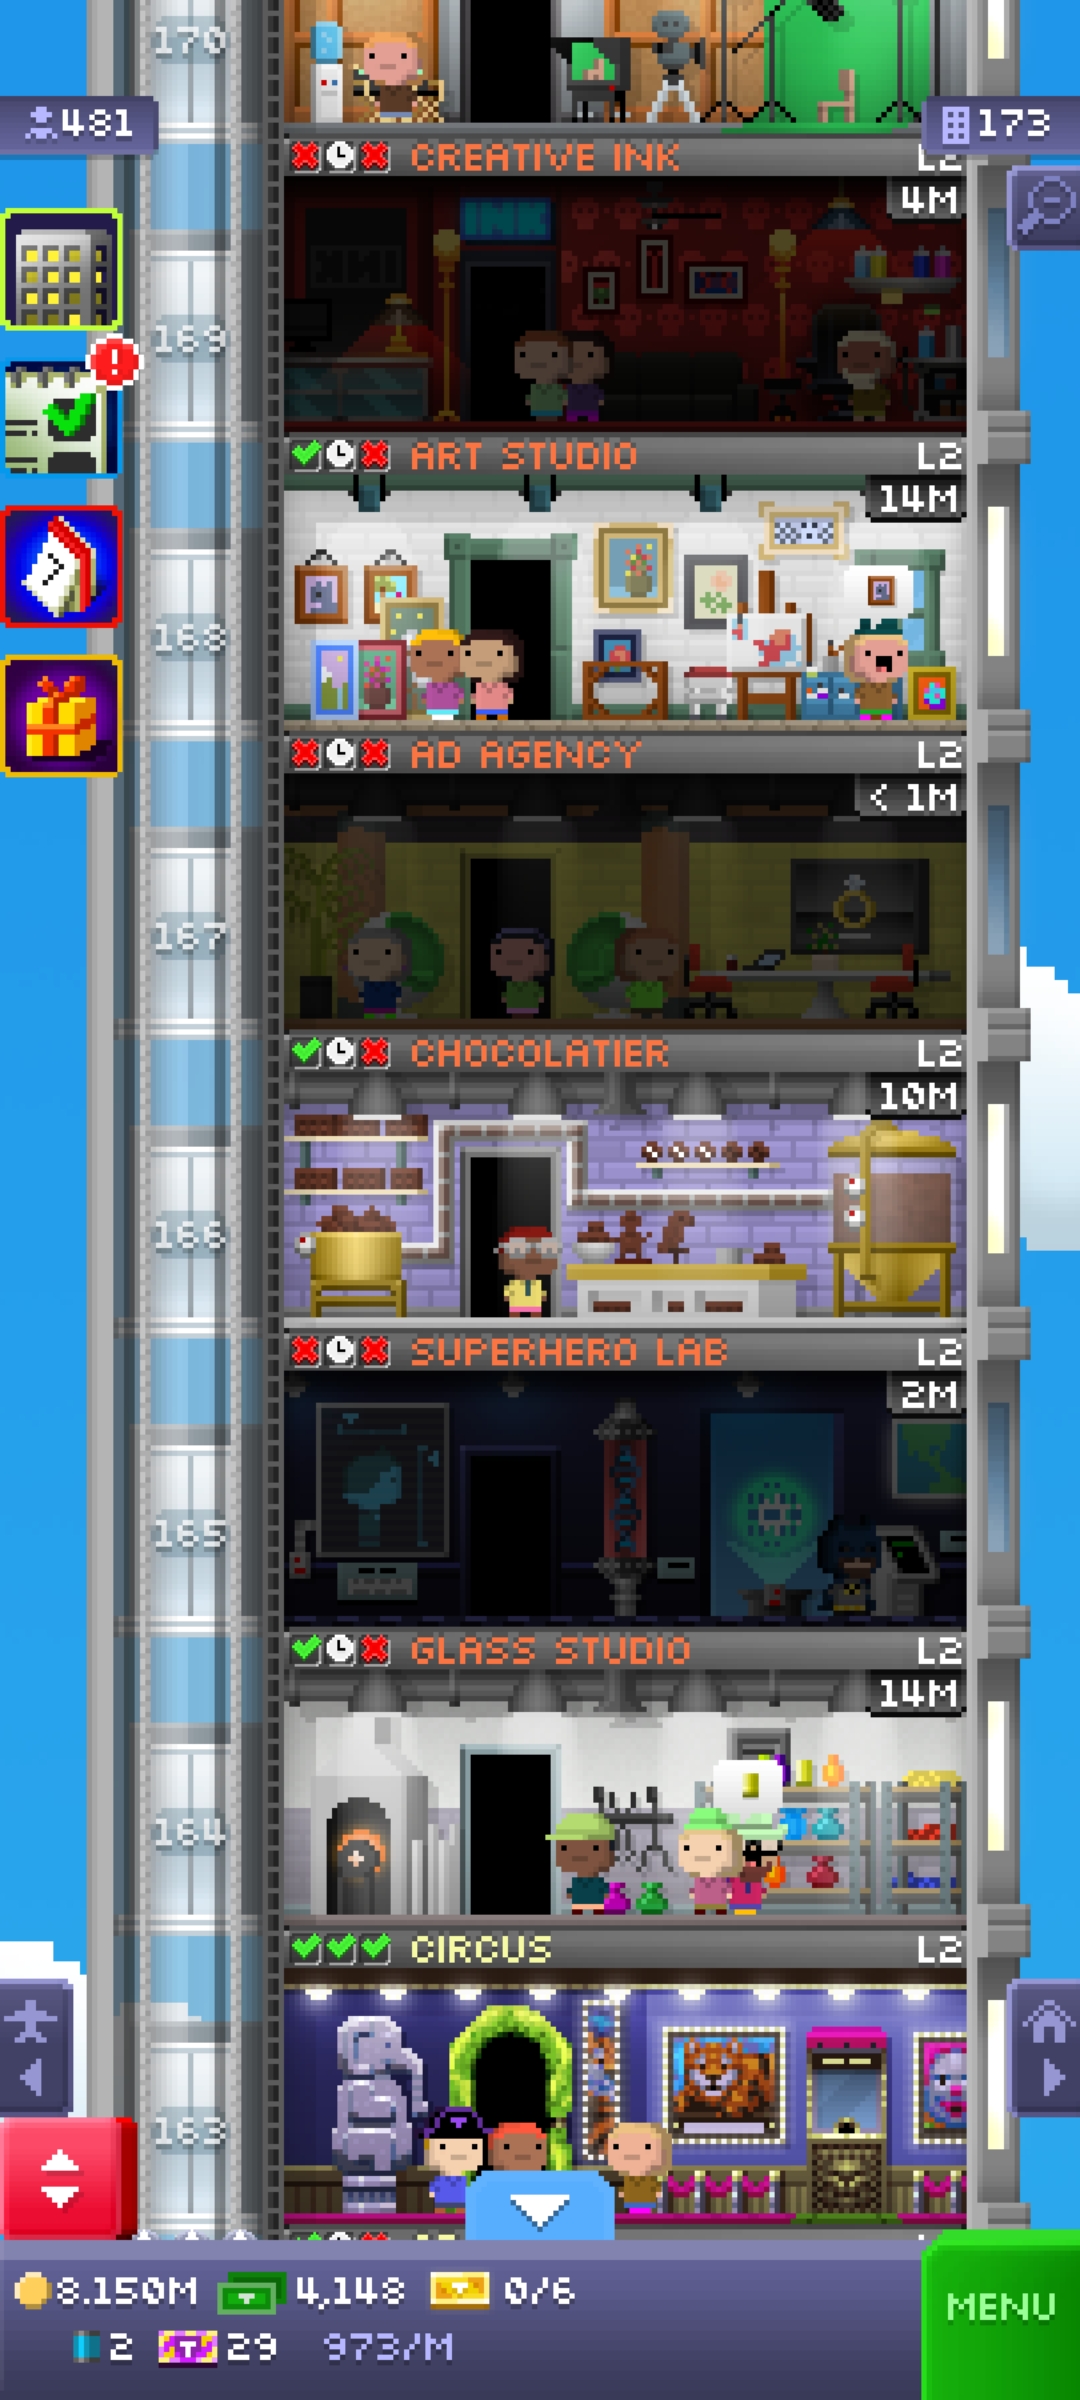 170
481
173
CREATIVE INK L2
4M
INK
169
ART STUDIO L2
14M
7
168
AD AGENCY L2
< 1M
167
CHOCOLATIER L2
10M
166
SUPERHERO LAB L2
2M
165
GLASS STUDIO L2
14M
164
CIRCUS L2
163
8.150M 4,148 0/6
MENU
2 29 973/M